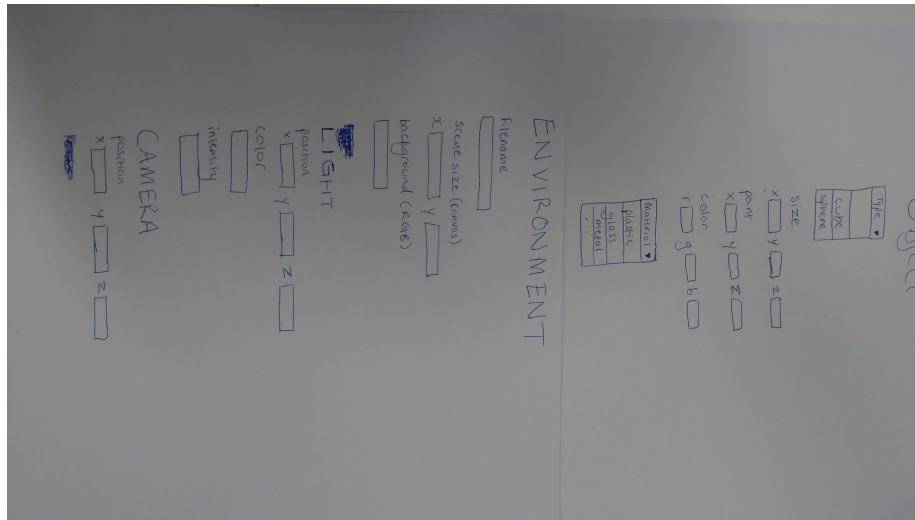 Type ▼
cube
sphere
size
x y z
point
x y z
color
r g b
Material ▼
plastic
glass
metal
...
ENVIRONMENT
Filename
scene size (canvas)
x y
background (RGB)
LIGHT
position
x y z
color
intensity
CAMERA
position
x y z